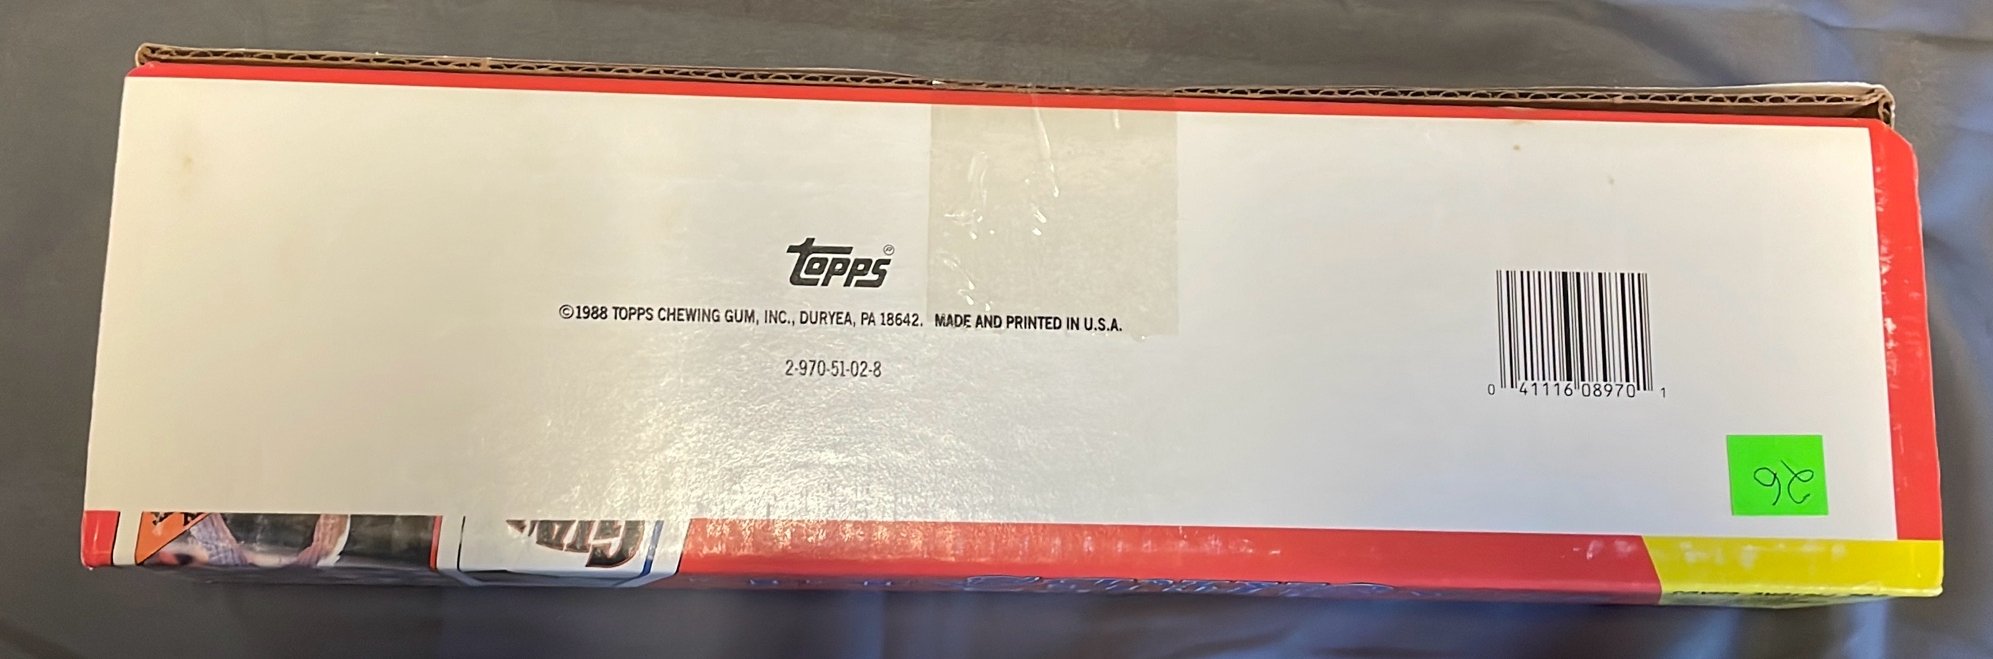 topps®
©1988 TOPPS CHEWING GUM, INC., DURYEA, PA 18642. MADE AND PRINTED IN U.S.A.
2-970-51-02-8
0 41116 08970 1
26